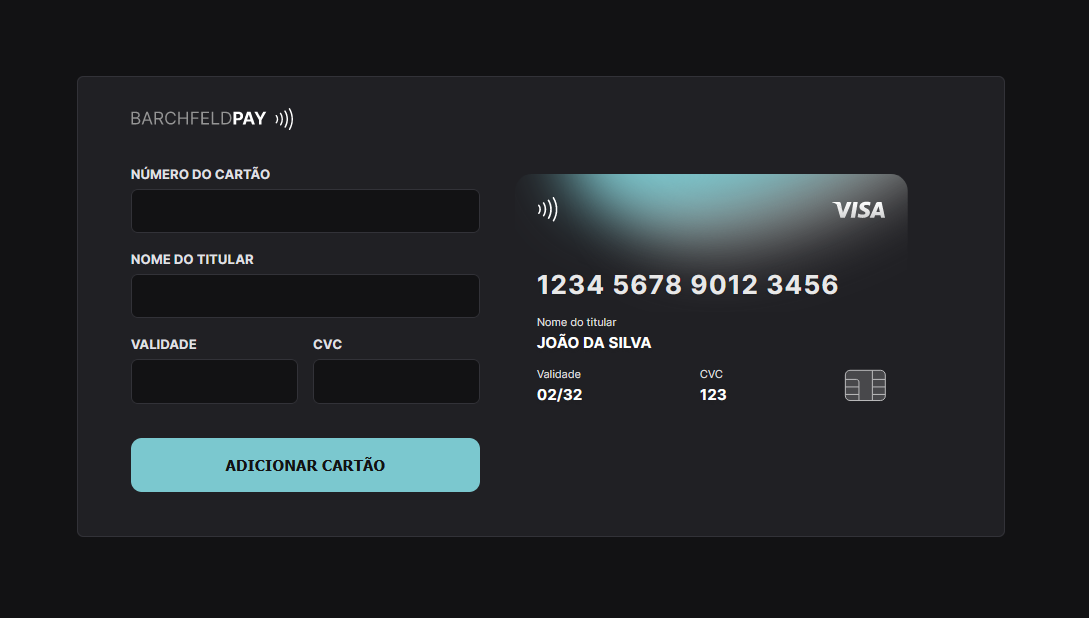 BARCHFELDPAY
NÚMERO DO CARTÃO
NOME DO TITULAR
VALIDADE CVC
ADICIONAR CARTÃO
VISA
1234 5678 9012 3456
Nome do titular
JOÃO DA SILVA
Validade CVC
02/32 123